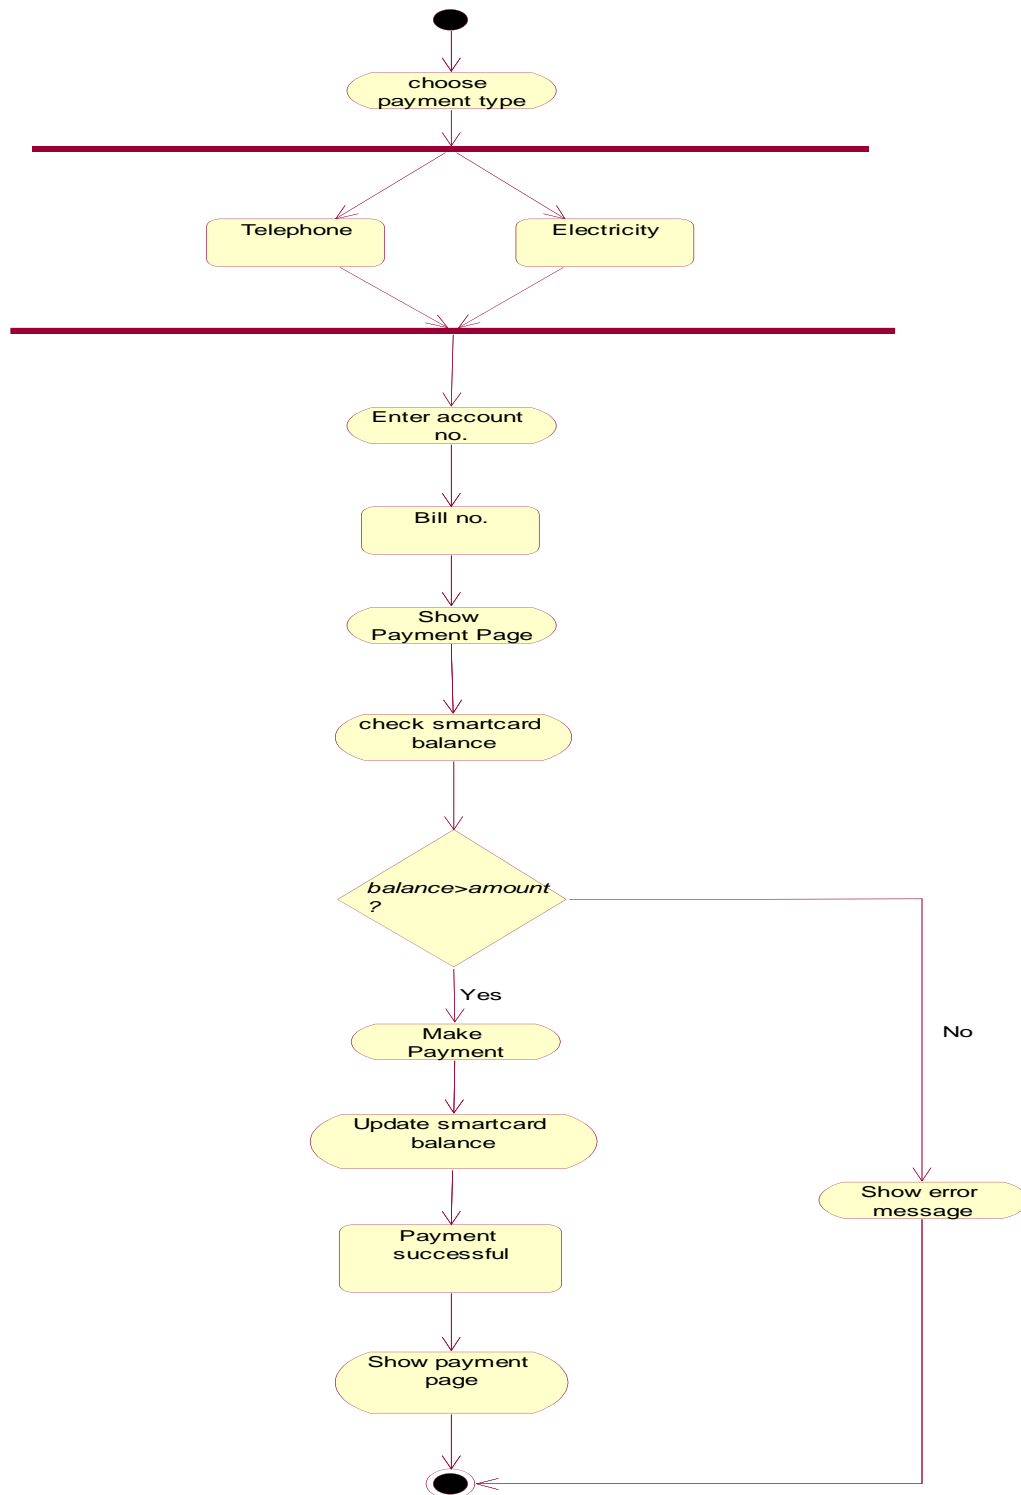 choose
payment type
Telephone
Electricity
Enter account
no.
Bill no.
Show
Payment Page
check smartcard
balance
balance>amount
?
Yes
No
Make
Payment
Update smartcard
balance
Show error
message
Payment
successful
Show payment
page